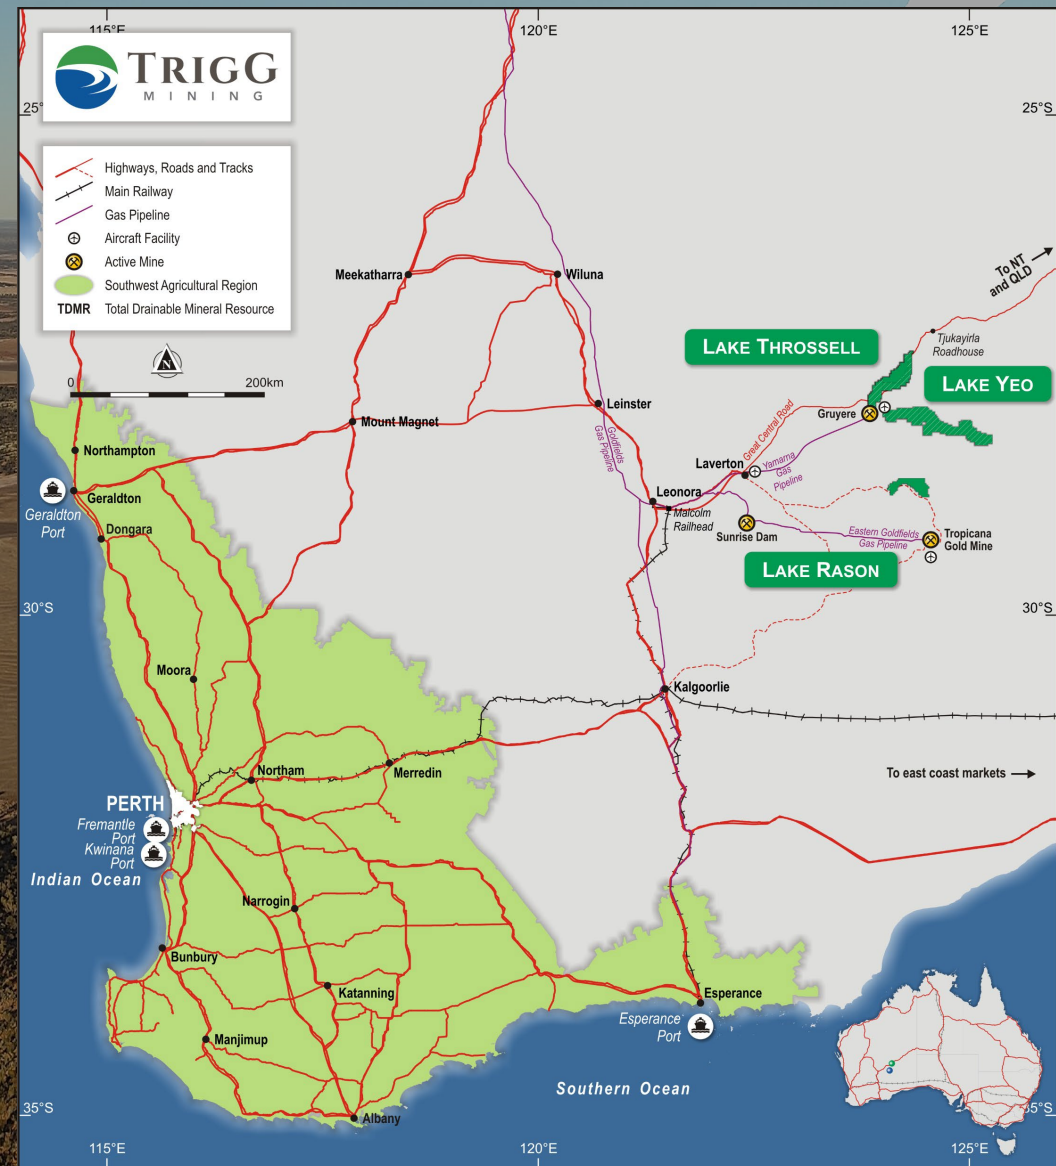 115°E
120°E
125°E
TRIGG
MINING
25°
25°S
Highways, Roads and Tracks
Main Railway
Gas Pipeline
Aircraft Facility
Active Mine
Southwest Agricultural Region
TDMR Total Drainable Mineral Resource
N
0
200km
To NT
and QLD
Meekatharra
Wiluna
Tjukayirla
Roadhouse
LAKE THROSSELL
LAKE YEO
Leinster
Gruyere
Great Central Road
Goldfields
Gas Pipeline
Mount Magnet
Northampton
Laverton
Yamarna
Gas
Pipeline
Geraldton
Geraldton
Port
Leonora
Malcolm
Railhead
Dongara
Sunrise Dam
Eastern Goldfields
Gas Pipeline
Tropicana
Gold Mine
LAKE RASON
30°S
30°S
Moora
Kalgoorlie
Northam
Merredin
To east coast markets
PERTH
Fremantle
Port
Kwinana
Port
Indian Ocean
Narrogin
Bunbury
Katanning
Esperance
Esperance
Port
Manjimup
Southern Ocean
Albany
35°S
35°S
115°E
120°E
125°E